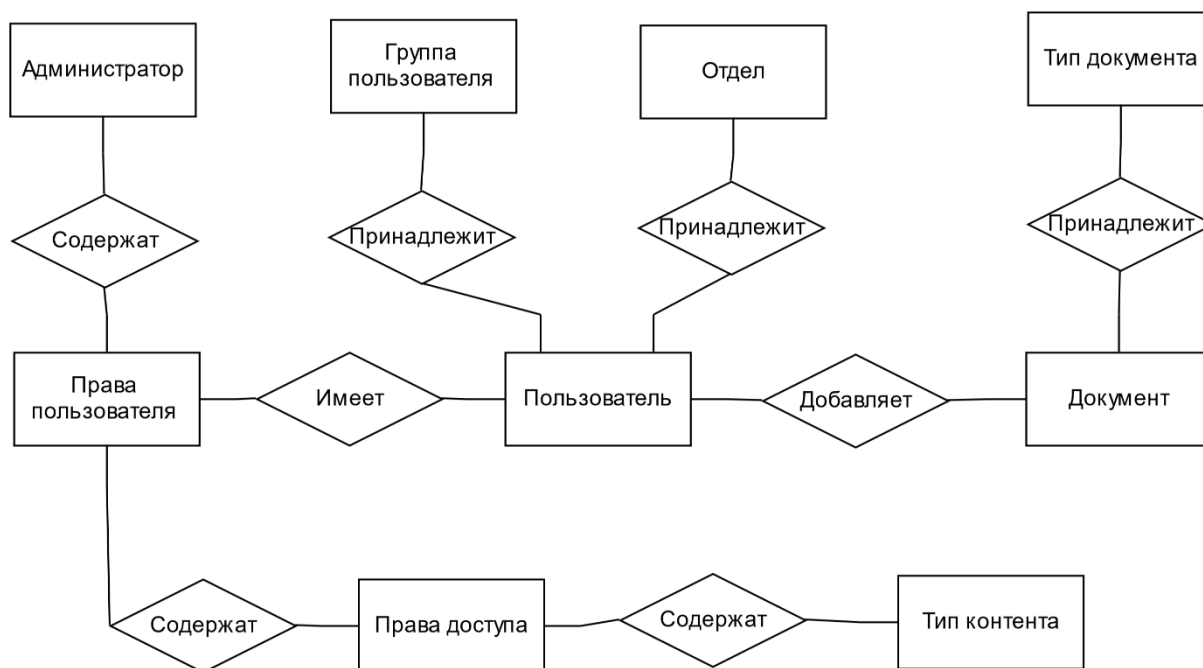 Администратор
Группа
пользователя
Отдел
Тип документа
Содержат
Принадлежит
Принадлежит
Принадлежит
Права
пользователя
Имеет
Пользователь
Добавляет
Документ
Содержат
Права доступа
Содержат
Тип контента